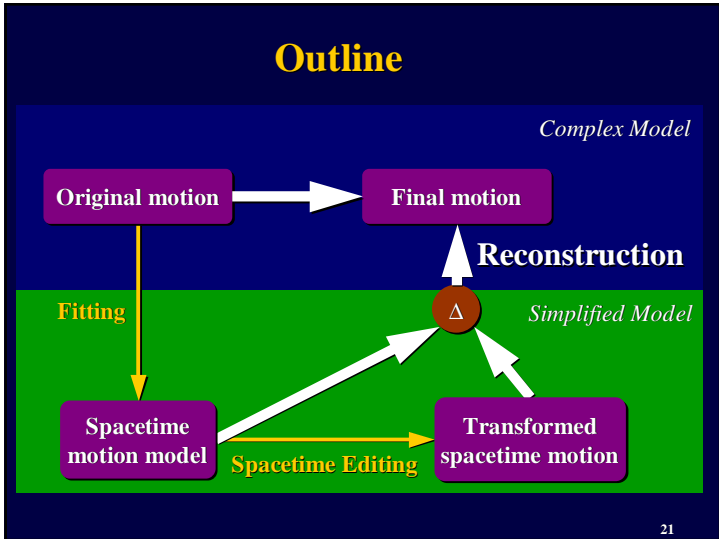 Outline
Complex Model
Original motion
Final motion
Reconstruction
Fitting
Δ
Simplified Model
Spacetime
motion model
Transformed
spacetime motion
Spacetime Editing
21